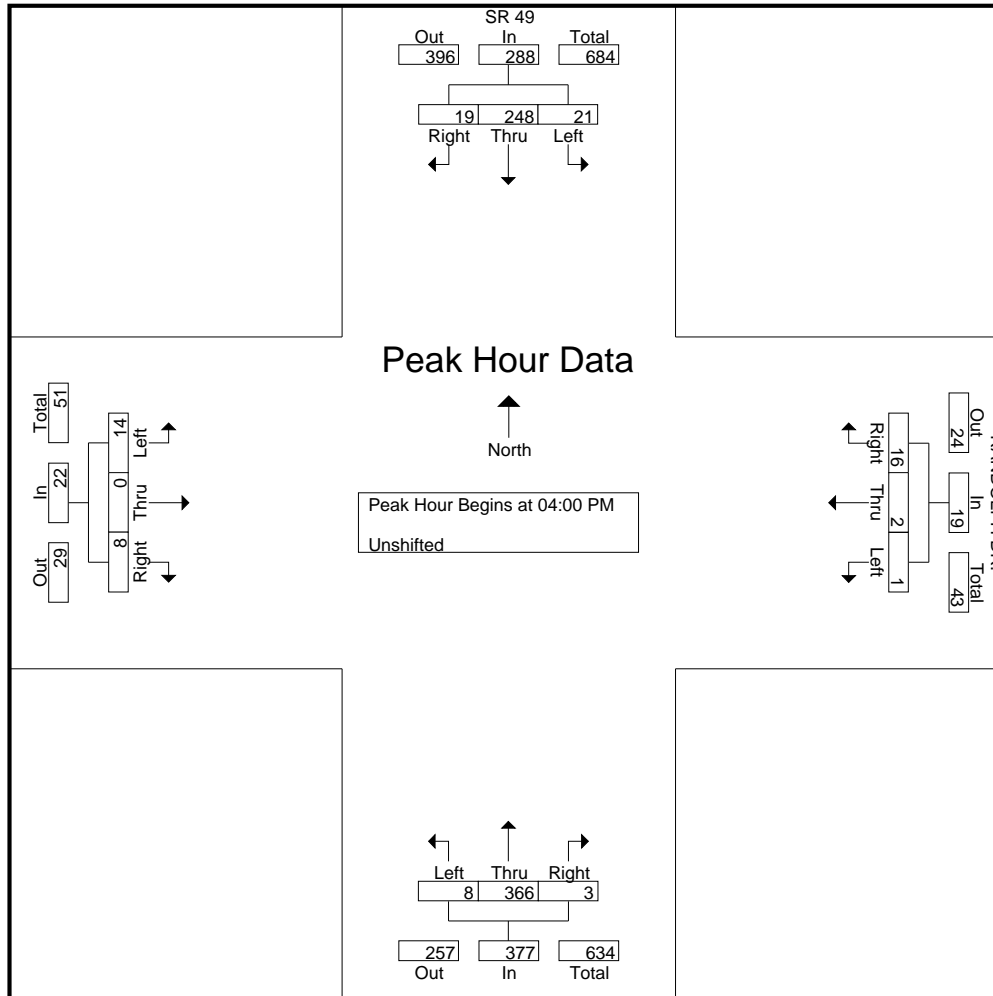 SR 49
Out In Total
396 288 684
19 248 21
Right Thru Left
Peak Hour Data
North
Peak Hour Begins at 04:00 PM
Unshifted
Total In Out
51 22 29
14 0 8
Left Thru Right
Right Thru Left
16 2 1
Out In Total
24 19 43
Left Thru Right
8 366 3
257 377 634
Out In Total